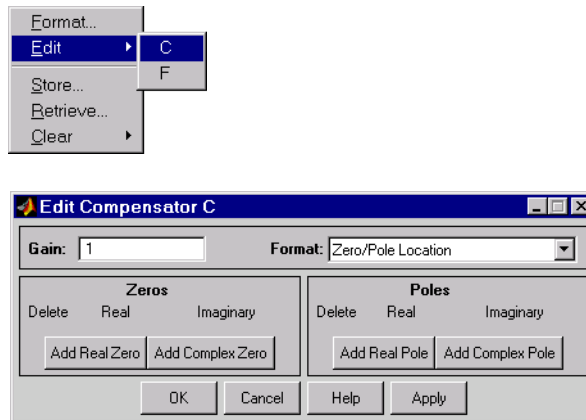 Format...
Edit C
F
Store...
Retrieve...
Clear
Edit Compensator C
Gain: 1 Format: Zero/Pole Location
Zeros Poles
Delete Real Imaginary Delete Real Imaginary
Add Real Zero Add Complex Zero Add Real Pole Add Complex Pole
OK Cancel Help Apply